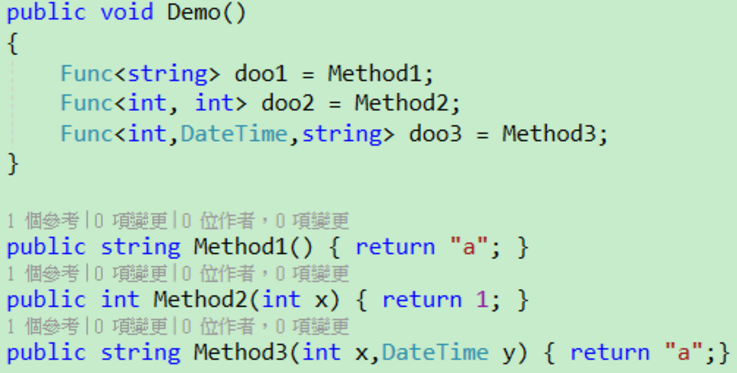 public void Demo()
{
Func<string> doo1 = Method1;
Func<int, int> doo2 = Method2;
Func<int,DateTime,string> doo3 = Method3;
}
1 個參考|0 項變更|0 位作者，0 項變更
public string Method1() { return "a"; }
1 個參考|0 項變更|0 位作者，0 項變更
public int Method2(int x) { return 1; }
1 個參考|0 項變更|0 位作者，0 項變更
public string Method3(int x,DateTime y) { return "a";}